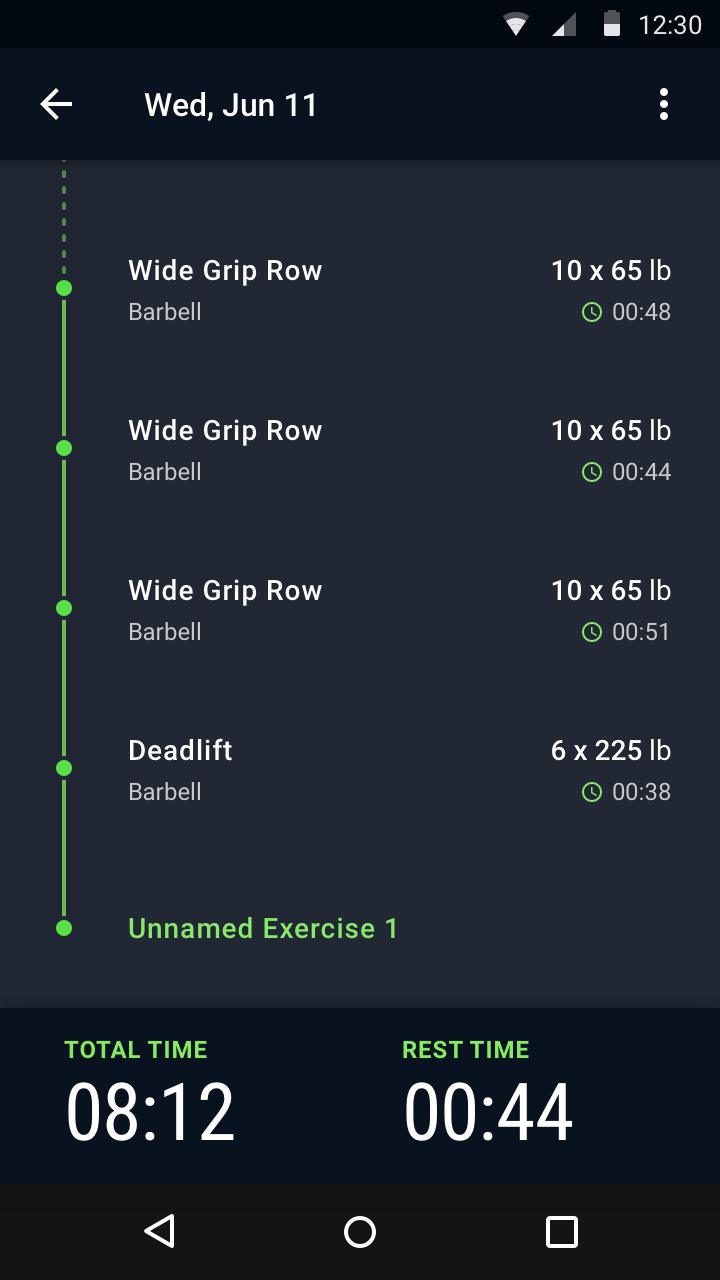 12:30
Wed, Jun 11
Wide Grip Row 10 x 65 lb
Barbell 00:48
Wide Grip Row 10 x 65 lb
Barbell 00:44
Wide Grip Row 10 x 65 lb
Barbell 00:51
Deadlift 6 x 225 lb
Barbell 00:38
Unnamed Exercise 1
TOTAL TIME REST TIME
08:12 00:44